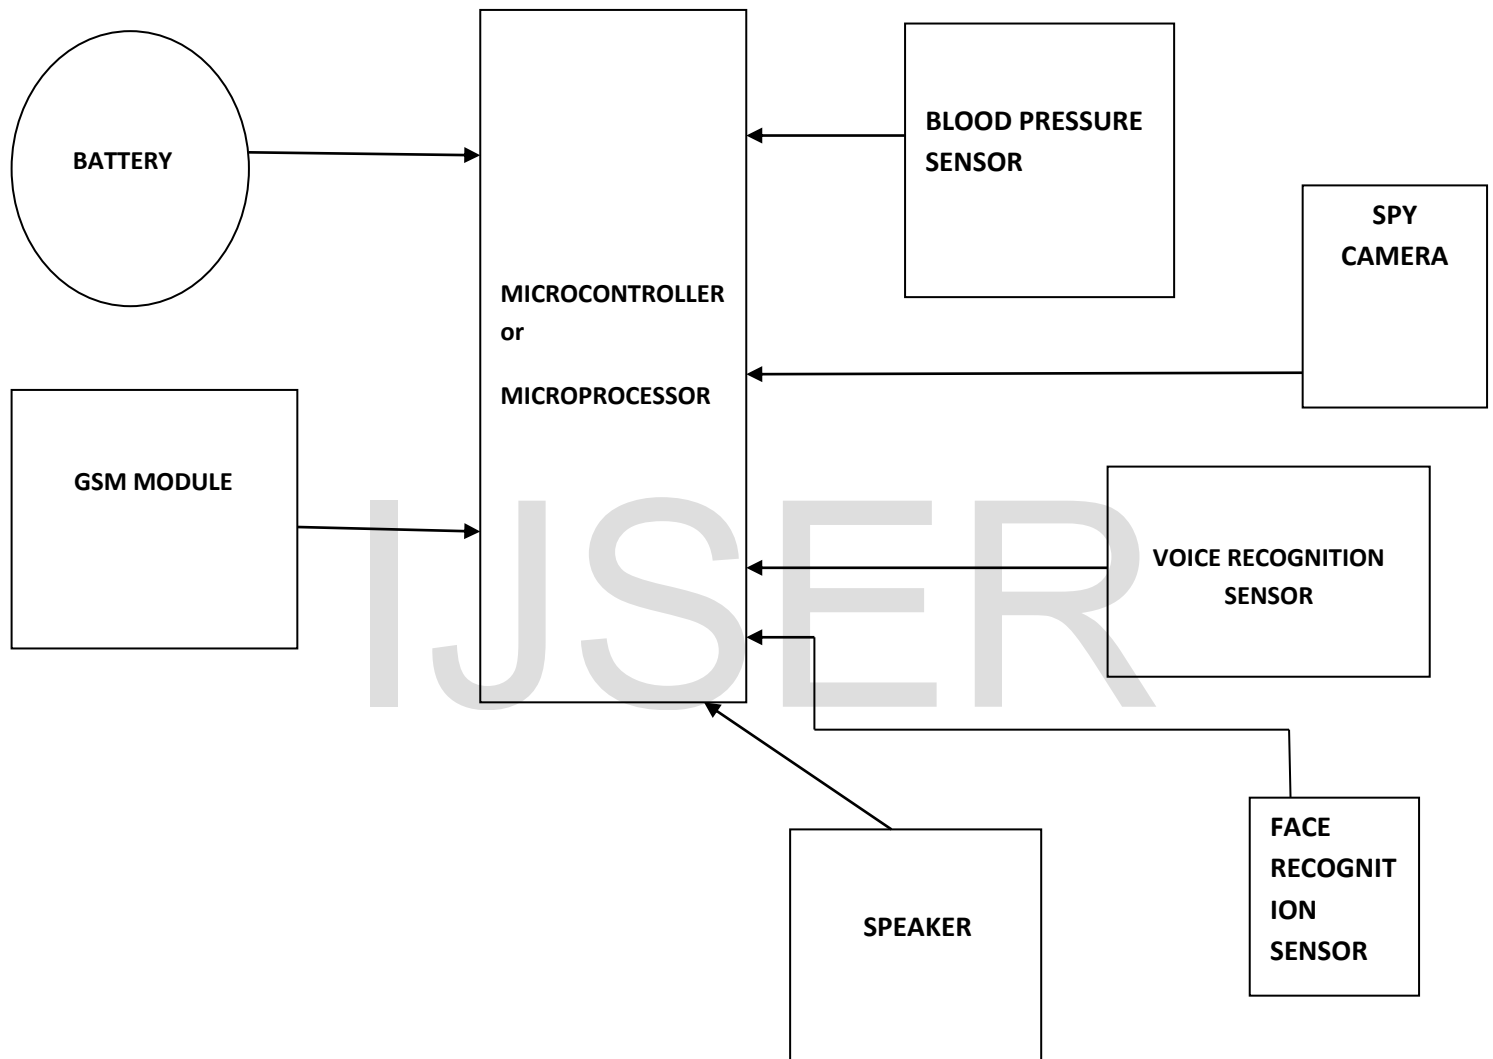 BATTERY
BLOOD PRESSURE
SENSOR
SPY
CAMERA
MICROCONTROLLER
or
MICROPROCESSOR
GSM MODULE
IJSER
VOICE RECOGNITION
SENSOR
SPEAKER
FACE
RECOGNIT
ION
SENSOR